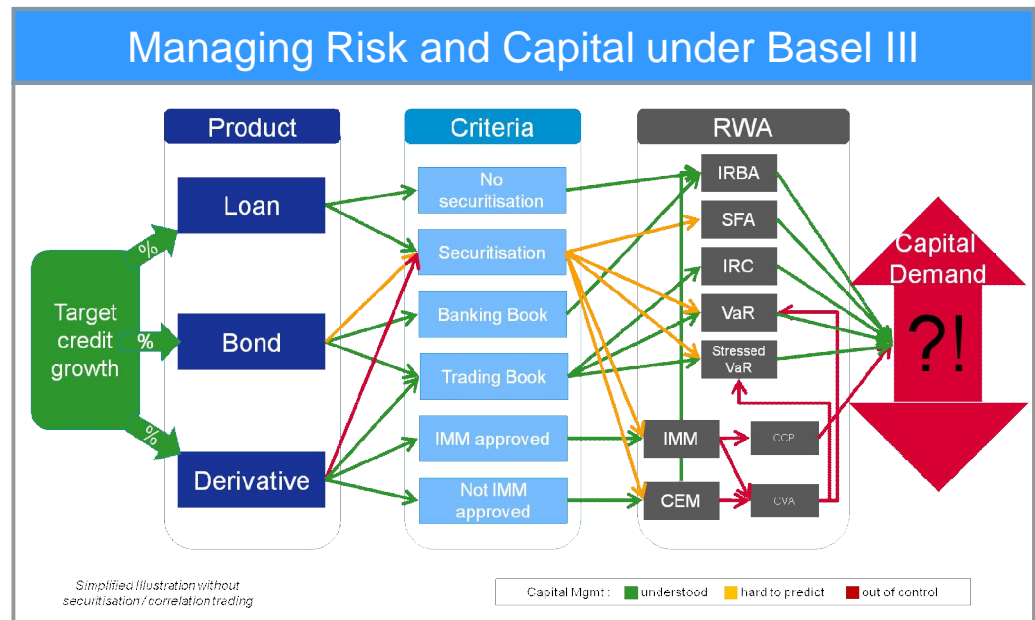 Managing Risk and Capital under Basel III
Product
Criteria
RWA
Target
credit
growth
%
%
%
Loan
Bond
Derivative
No
securitisation
Securitisation
Banking Book
Trading Book
IMM approved
Not IMM
approved
IRBA
SFA
IRC
VaR
Stressed
VaR
IMM
CCP
CEM
CVA
Capital
Demand
?!
Simplified Illustration without
securitisation / correlation trading
Capital Mgmt : understood hard to predict out of control